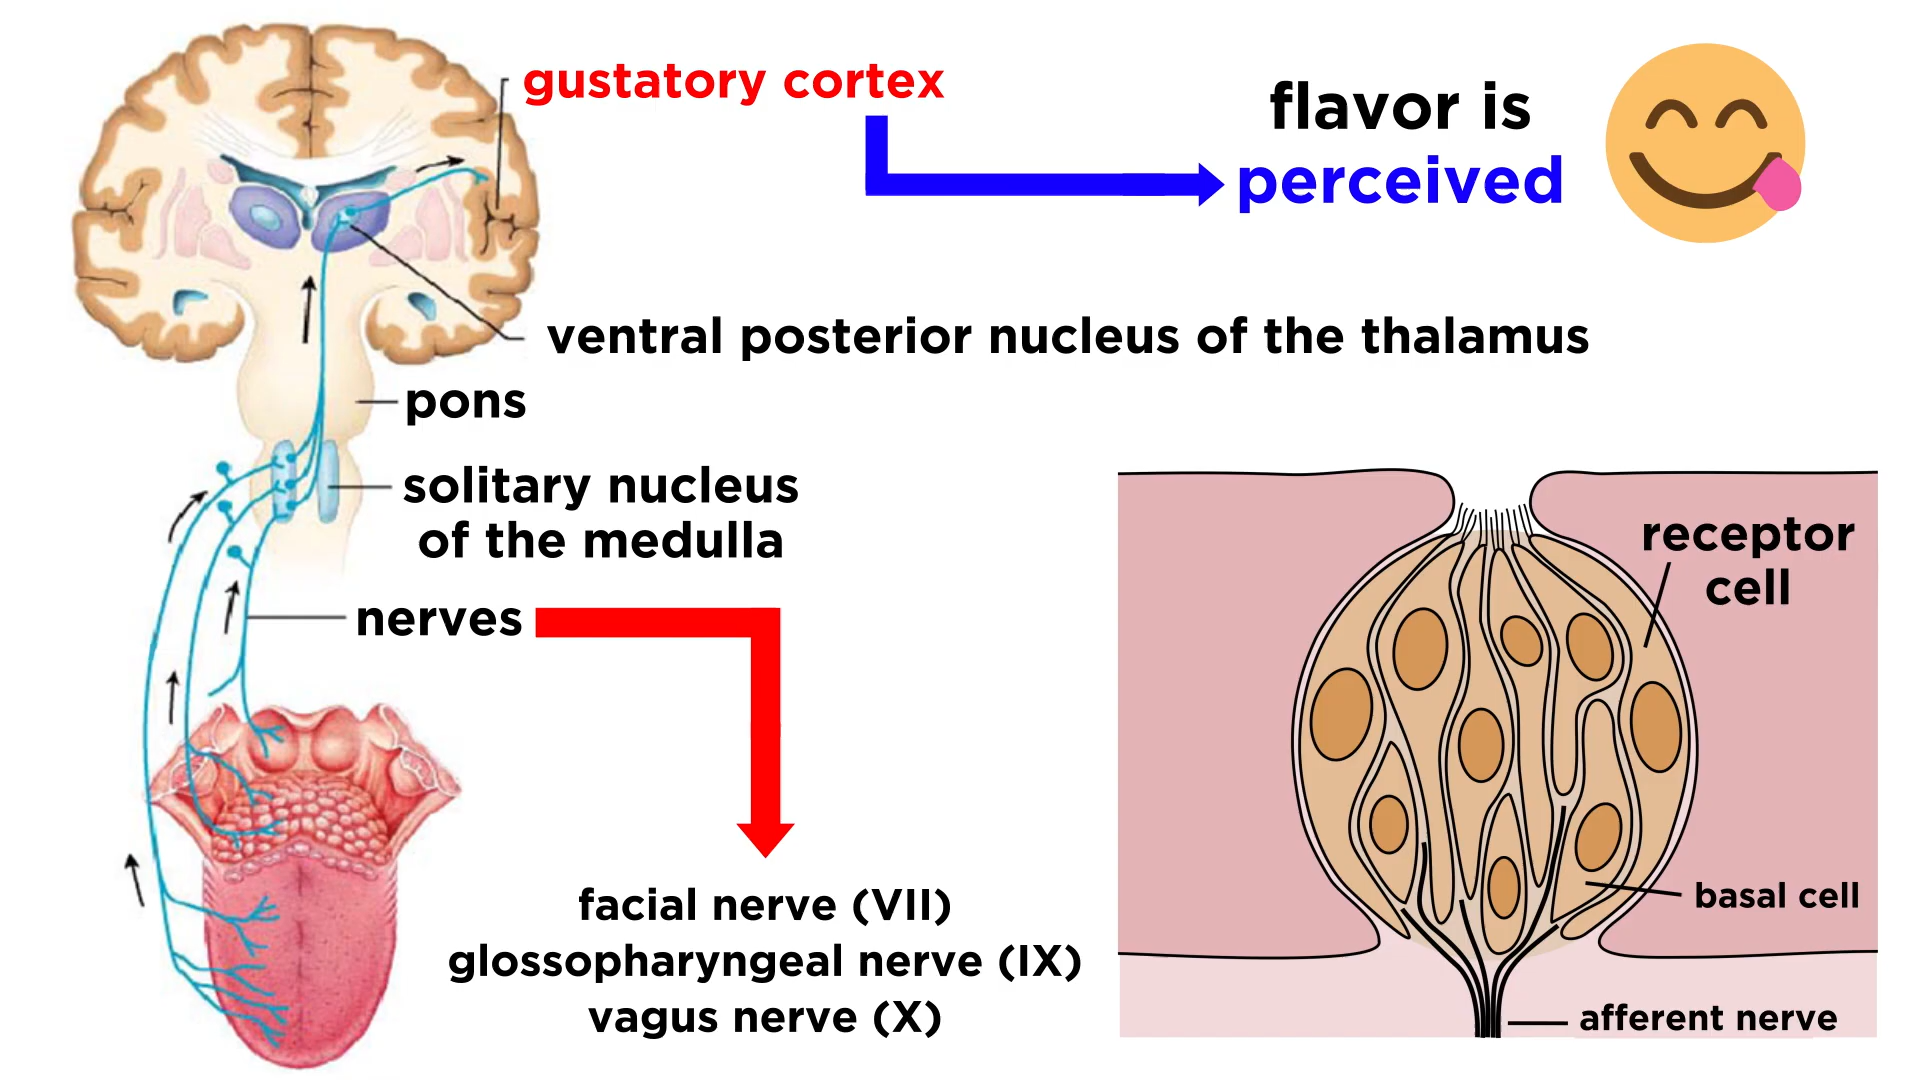 gustatory cortex
flavor is
perceived
ventral posterior nucleus of the thalamus
pons
solitary nucleus
of the medulla
nerves
facial nerve (VII)
glossopharyngeal nerve (IX)
vagus nerve (X)
receptor
cell
basal cell
afferent nerve